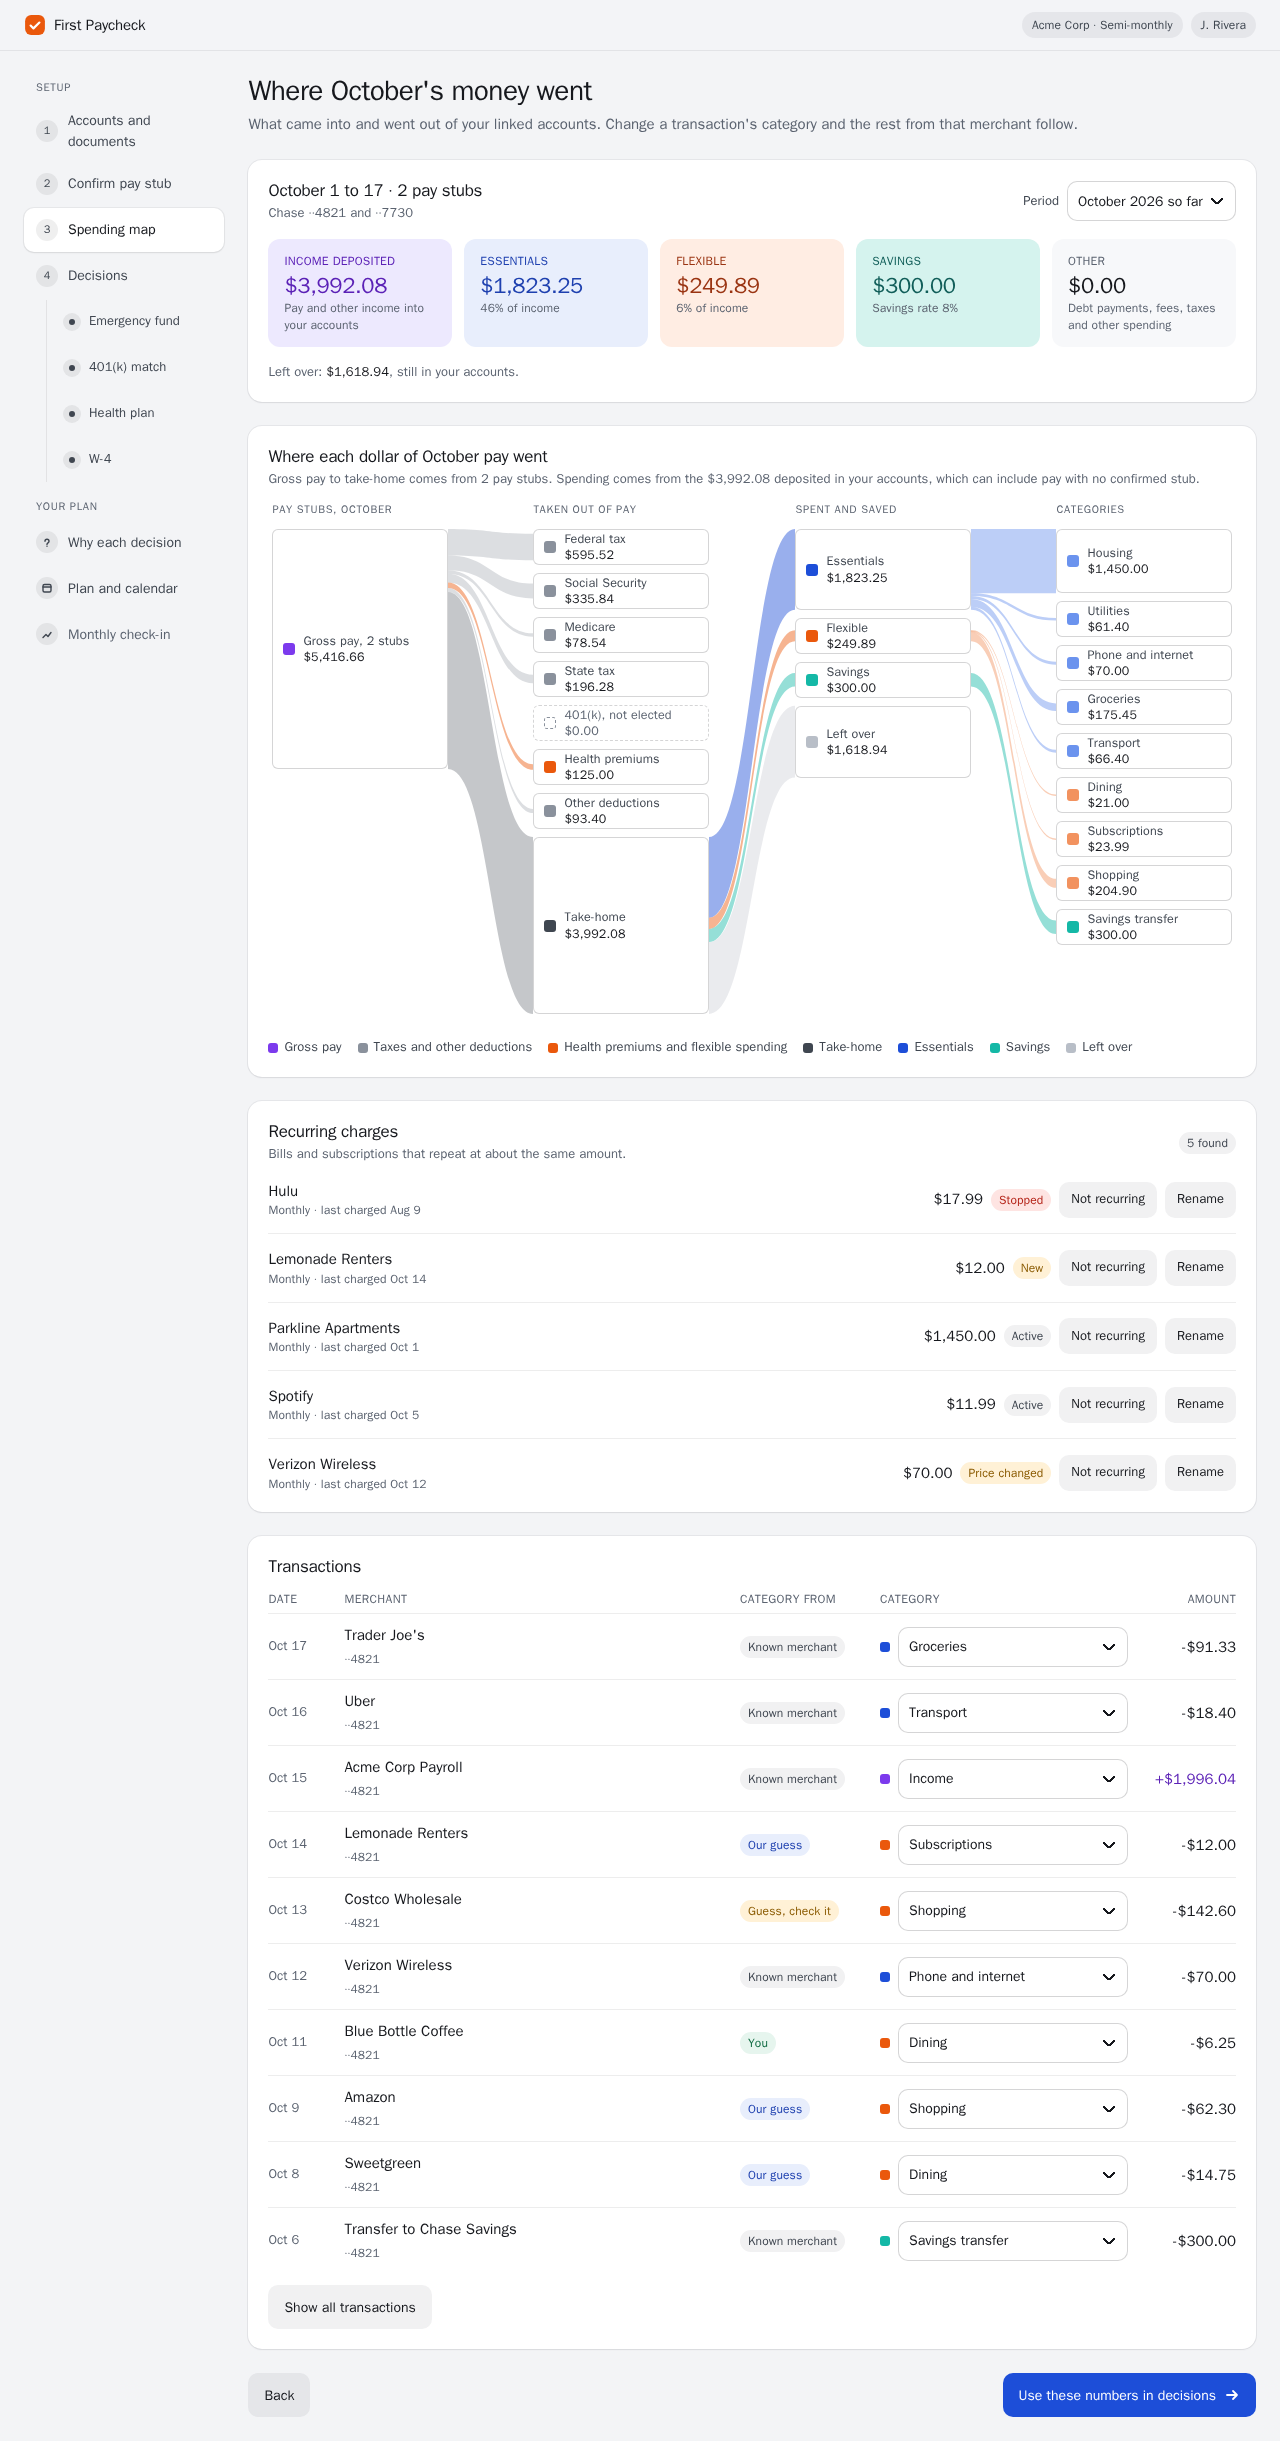 First Paycheck
Acme Corp · Semi-monthly
J. Rivera
SETUP
1
Accounts and
documents
2
Confirm pay stub
3
Spending map
4
Decisions
Emergency fund
401(k) match
Health plan
W-4
YOUR PLAN
?
Why each decision
Plan and calendar
Monthly check-in
Where October's money went
What came into and went out of your linked accounts. Change a transaction's category and the rest from that merchant follow.
October 1 to 17 · 2 pay stubs
Chase ··4821 and ··7730
Period
October 2026 so far
INCOME DEPOSITED
$3,992.08
Pay and other income into
your accounts
ESSENTIALS
$1,823.25
46% of income
FLEXIBLE
$249.89
6% of income
SAVINGS
$300.00
Savings rate 8%
OTHER
$0.00
Debt payments, fees, taxes
and other spending
Left over: $1,618.94, still in your accounts.
Where each dollar of October pay went
Gross pay to take-home comes from 2 pay stubs. Spending comes from the $3,992.08 deposited in your accounts, which can include pay with no confirmed stub.
PAY STUBS, OCTOBER
TAKEN OUT OF PAY
SPENT AND SAVED
CATEGORIES
Gross pay, 2 stubs
$5,416.66
Federal tax
$595.52
Social Security
$335.84
Medicare
$78.54
State tax
$196.28
401(k), not elected
$0.00
Health premiums
$125.00
Other deductions
$93.40
Take-home
$3,992.08
Essentials
$1,823.25
Flexible
$249.89
Savings
$300.00
Left over
$1,618.94
Housing
$1,450.00
Utilities
$61.40
Phone and internet
$70.00
Groceries
$175.45
Transport
$66.40
Dining
$21.00
Subscriptions
$23.99
Shopping
$204.90
Savings transfer
$300.00
Gross pay
Taxes and other deductions
Health premiums and flexible spending
Take-home
Essentials
Savings
Left over
Recurring charges
Bills and subscriptions that repeat at about the same amount.
5 found
Hulu
Monthly · last charged Aug 9
$17.99
Stopped
Not recurring
Rename
Lemonade Renters
Monthly · last charged Oct 14
$12.00
New
Not recurring
Rename
Parkline Apartments
Monthly · last charged Oct 1
$1,450.00
Active
Not recurring
Rename
Spotify
Monthly · last charged Oct 5
$11.99
Active
Not recurring
Rename
Verizon Wireless
Monthly · last charged Oct 12
$70.00
Price changed
Not recurring
Rename
Transactions
DATE
MERCHANT
CATEGORY FROM
CATEGORY
AMOUNT
Oct 17
Trader Joe's
··4821
Known merchant
Groceries
-$91.33
Oct 16
Uber
··4821
Known merchant
Transport
-$18.40
Oct 15
Acme Corp Payroll
··4821
Known merchant
Income
+$1,996.04
Oct 14
Lemonade Renters
··4821
Our guess
Subscriptions
-$12.00
Oct 13
Costco Wholesale
··4821
Guess, check it
Shopping
-$142.60
Oct 12
Verizon Wireless
··4821
Known merchant
Phone and internet
-$70.00
Oct 11
Blue Bottle Coffee
··4821
You
Dining
-$6.25
Oct 9
Amazon
··4821
Our guess
Shopping
-$62.30
Oct 8
Sweetgreen
··4821
Our guess
Dining
-$14.75
Oct 6
Transfer to Chase Savings
··4821
Known merchant
Savings transfer
-$300.00
Show all transactions
Back
Use these numbers in decisions